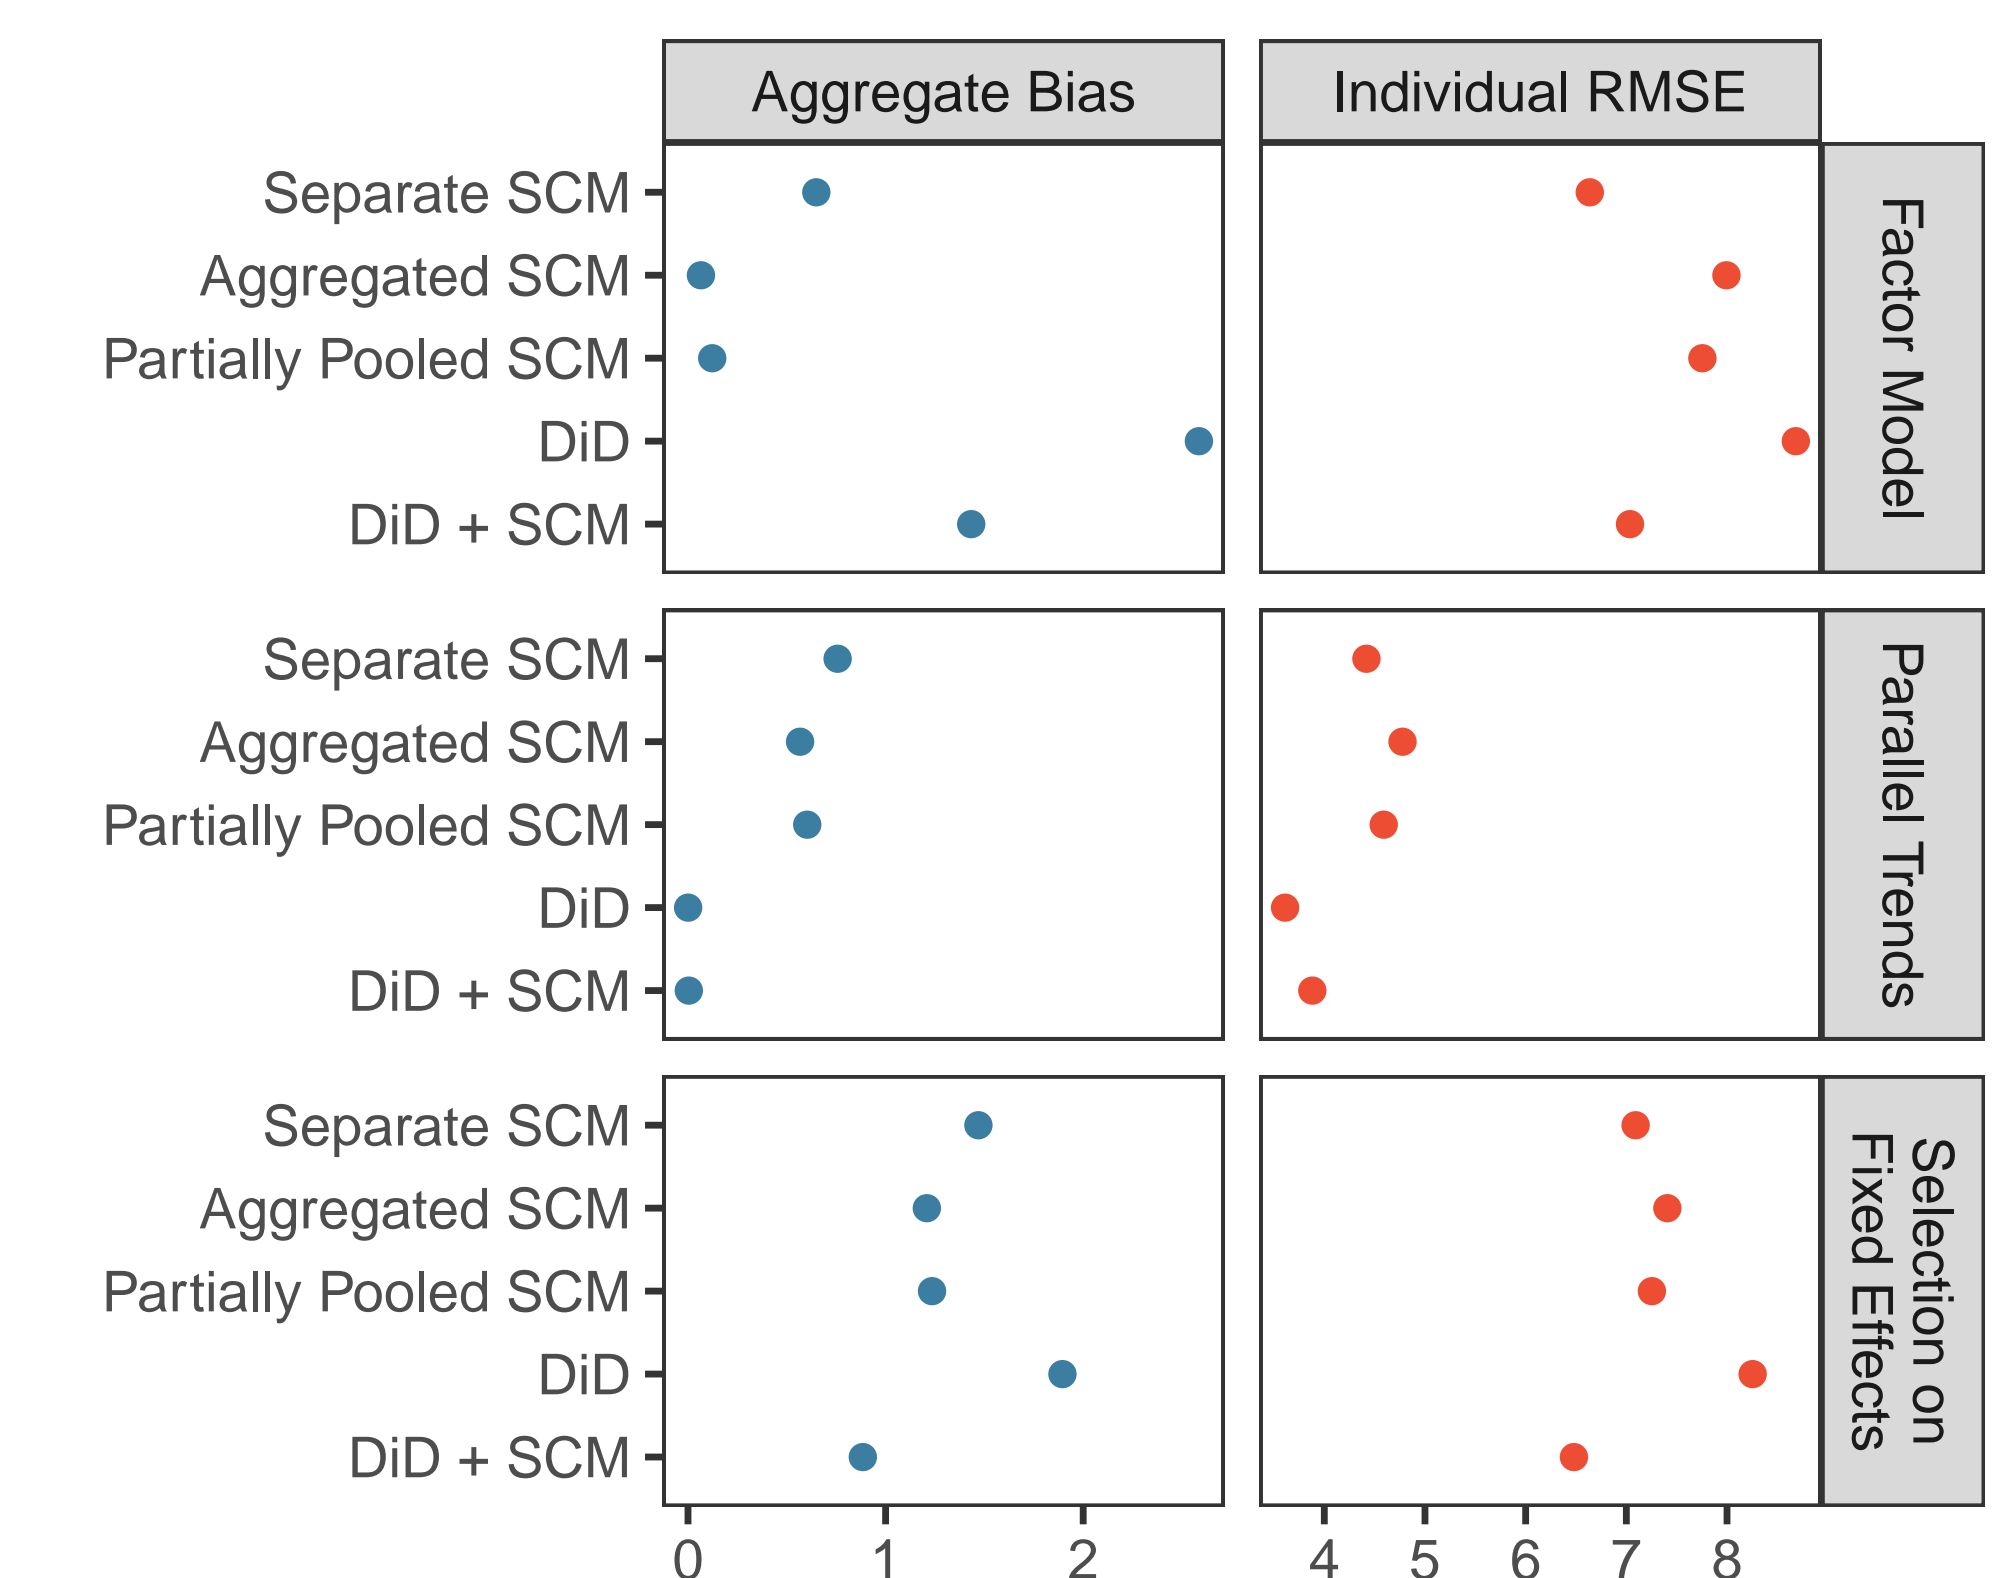 Aggregate Bias
Individual RMSE
Separate SCM
Aggregated SCM
Partially Pooled SCM
DiD
DiD + SCM
Factor Model
Separate SCM
Aggregated SCM
Partially Pooled SCM
DiD
DiD + SCM
Parallel Trends
Separate SCM
Aggregated SCM
Partially Pooled SCM
DiD
DiD + SCM
Selection on
Fixed Effects
0 1 2
4 5 6 7 8